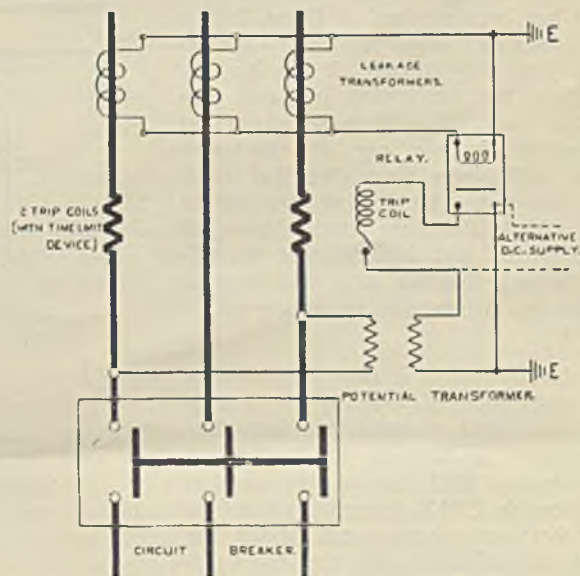 E
LEAKAGE
TRANSFORMERS.
RELAY.
TRIP
COIL
2 TRIP COILS
(WITH TIME LIMIT
DEVICE)
ALTERNATIVE
D.C. SUPPLY.
E
POTENTIAL TRANSFORMER.
CIRCUIT BREAKER.